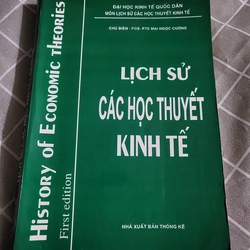 ĐẠI HỌC KINH TẾ QUỐC DÂN
MÔN LỊCH SỬ CÁC HỌC THUYẾT KINH TẾ
CHỦ BIÊN: PGS. PTS MAI NGỌC CƯỜNG
LỊCH SỬ
CÁC HỌC THUYẾT
KINH TẾ
NHÀ XUẤT BẢN THỐNG KÊ
HISTORY of ECONOMIC THEORIES
First edition